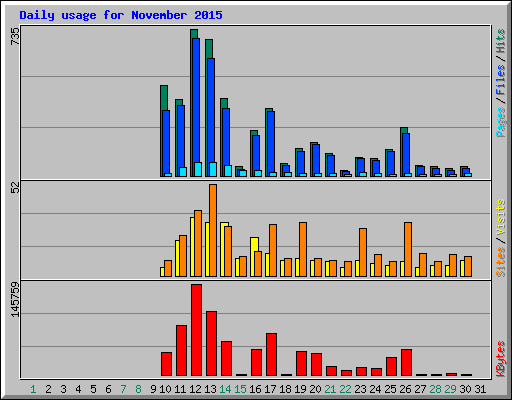 Daily usage for November 2015
735
Pages / Files / Hits
52
Sites / Visits
145759
KBytes
1 2 3 4 5 6 7 8 9 10 11 12 13 14 15 16 17 18 19 20 21 22 23 24 25 26 27 28 29 30 31